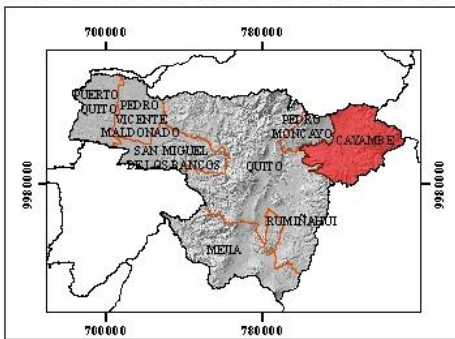 700000 780000
PUERTO
QUITO
PEDRO
VICENTE
MALDONADO
PEDRO
MONCAYO
CAYAMBE
SAN MIGUEL
DE LOS BANCOS
QUITO
9980000
9980000
RUMIÑAHUI
MEJIA
700000 780000